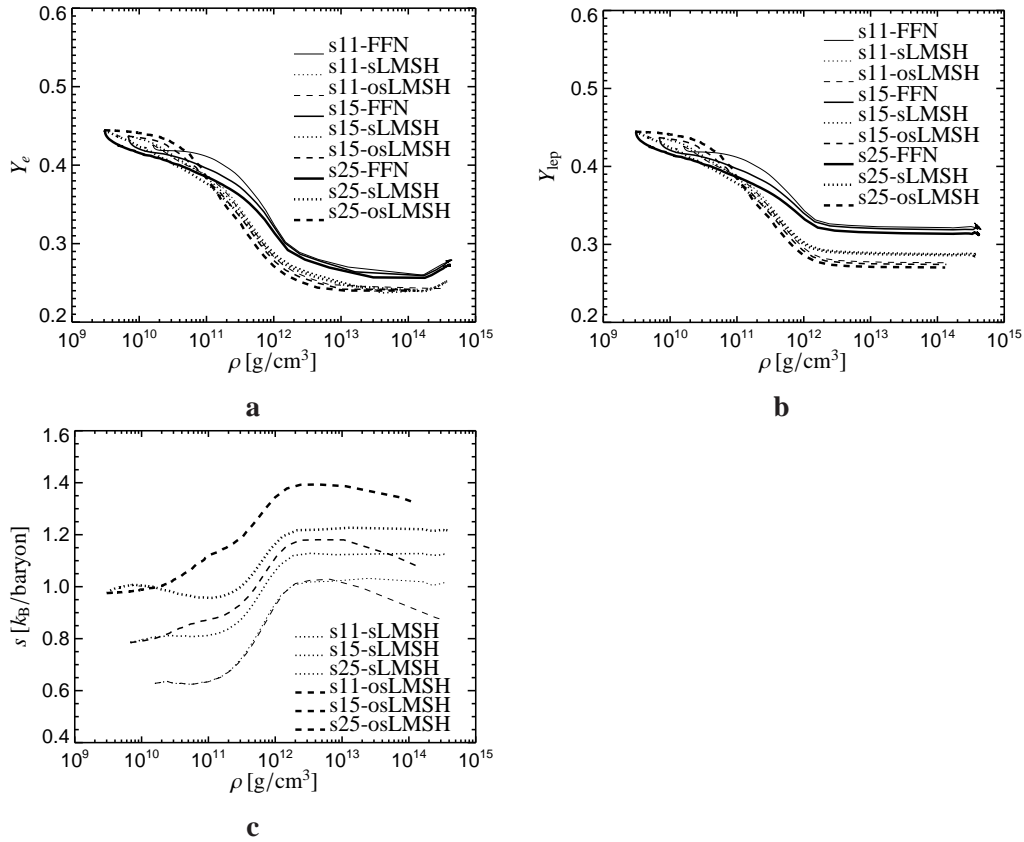 0.6
0.5
0.4
0.3
0.2
Y_e
s11-FFN
s11-sLMSH
s11-osLMSH
s15-FFN
s15-sLMSH
s15-osLMSH
s25-FFN
s25-sLMSH
s25-osLMSH
10^9 10^10 10^11 10^12 10^13 10^14 10^15
ρ [g/cm^3]
a
0.6
0.5
0.4
0.3
0.2
Y_lep
s11-FFN
s11-sLMSH
s11-osLMSH
s15-FFN
s15-sLMSH
s15-osLMSH
s25-FFN
s25-sLMSH
s25-osLMSH
10^9 10^10 10^11 10^12 10^13 10^14 10^15
ρ [g/cm^3]
b
1.6
1.4
1.2
1.0
0.8
0.6
0.4
s [k_B/baryon]
s11-sLMSH
s15-sLMSH
s25-sLMSH
s11-osLMSH
s15-osLMSH
s25-osLMSH
10^9 10^10 10^11 10^12 10^13 10^14 10^15
ρ [g/cm^3]
c